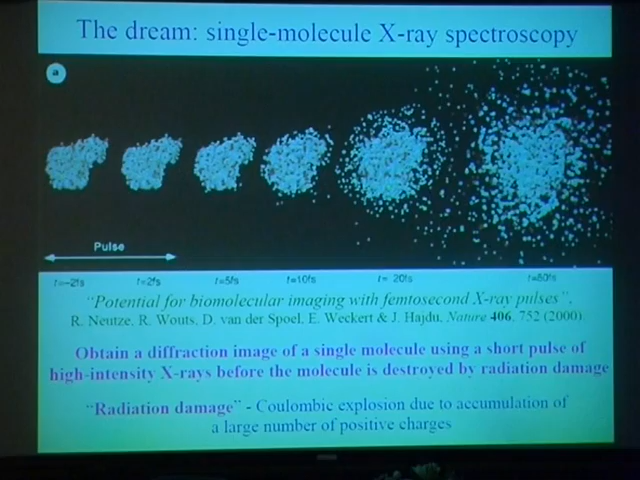 The dream: single-molecule X-ray spectroscopy
a
Pulse
t=-2fs t=2fs t=5fs t=10fs t= 20fs t=50fs
"Potential for biomolecular imaging with femtosecond X-ray pulses",
R. Neutze, R. Wouts, D. van der Spoel, E. Weckert & J. Hajdu, Nature 406, 752 (2000).
Obtain a diffraction image of a single molecule using a short pulse of
high-intensity X-rays before the molecule is destroyed by radiation damage
"Radiation damage" - Coulombic explosion due to accumulation of
a large number of positive charges